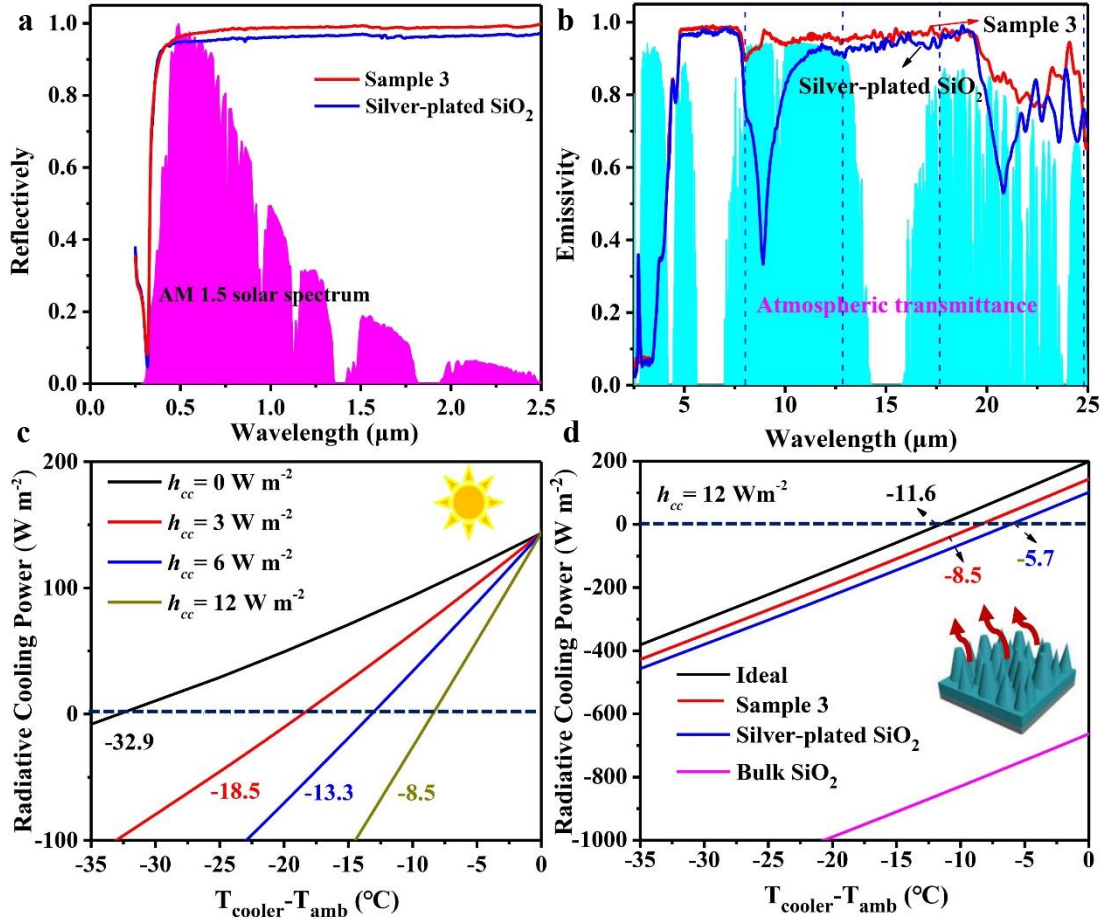 a
1.0
0.8
0.6
0.4
0.2
0.0
Reflectively
Sample 3
Silver-plated SiO2
AM 1.5 solar spectrum
0.0 0.5 1.0 1.5 2.0 2.5
Wavelength (µm)
b
1.0
0.8
0.6
0.4
0.2
0.0
Emissivity
Sample 3
Silver-plated SiO2
Atmospheric transmittance
5 10 15 20 25
Wavelength (µm)
c
200
100
0
-100
Radiative Cooling Power (W m-2)
hcc= 0 W m-2
hcc= 3 W m-2
hcc= 6 W m-2
hcc= 12 W m-2
-32.9
-18.5
-13.3
-8.5
-35 -30 -25 -20 -15 -10 -5 0
Tcooler-Tamb (°C)
d
200
0
-200
-400
-600
-800
-1000
Radiative Cooling Power (W m-2)
hcc= 12 Wm-2
-11.6
-8.5
-5.7
Ideal
Sample 3
Silver-plated SiO2
Bulk SiO2
-35 -30 -25 -20 -15 -10 -5 0
Tcooler-Tamb (°C)